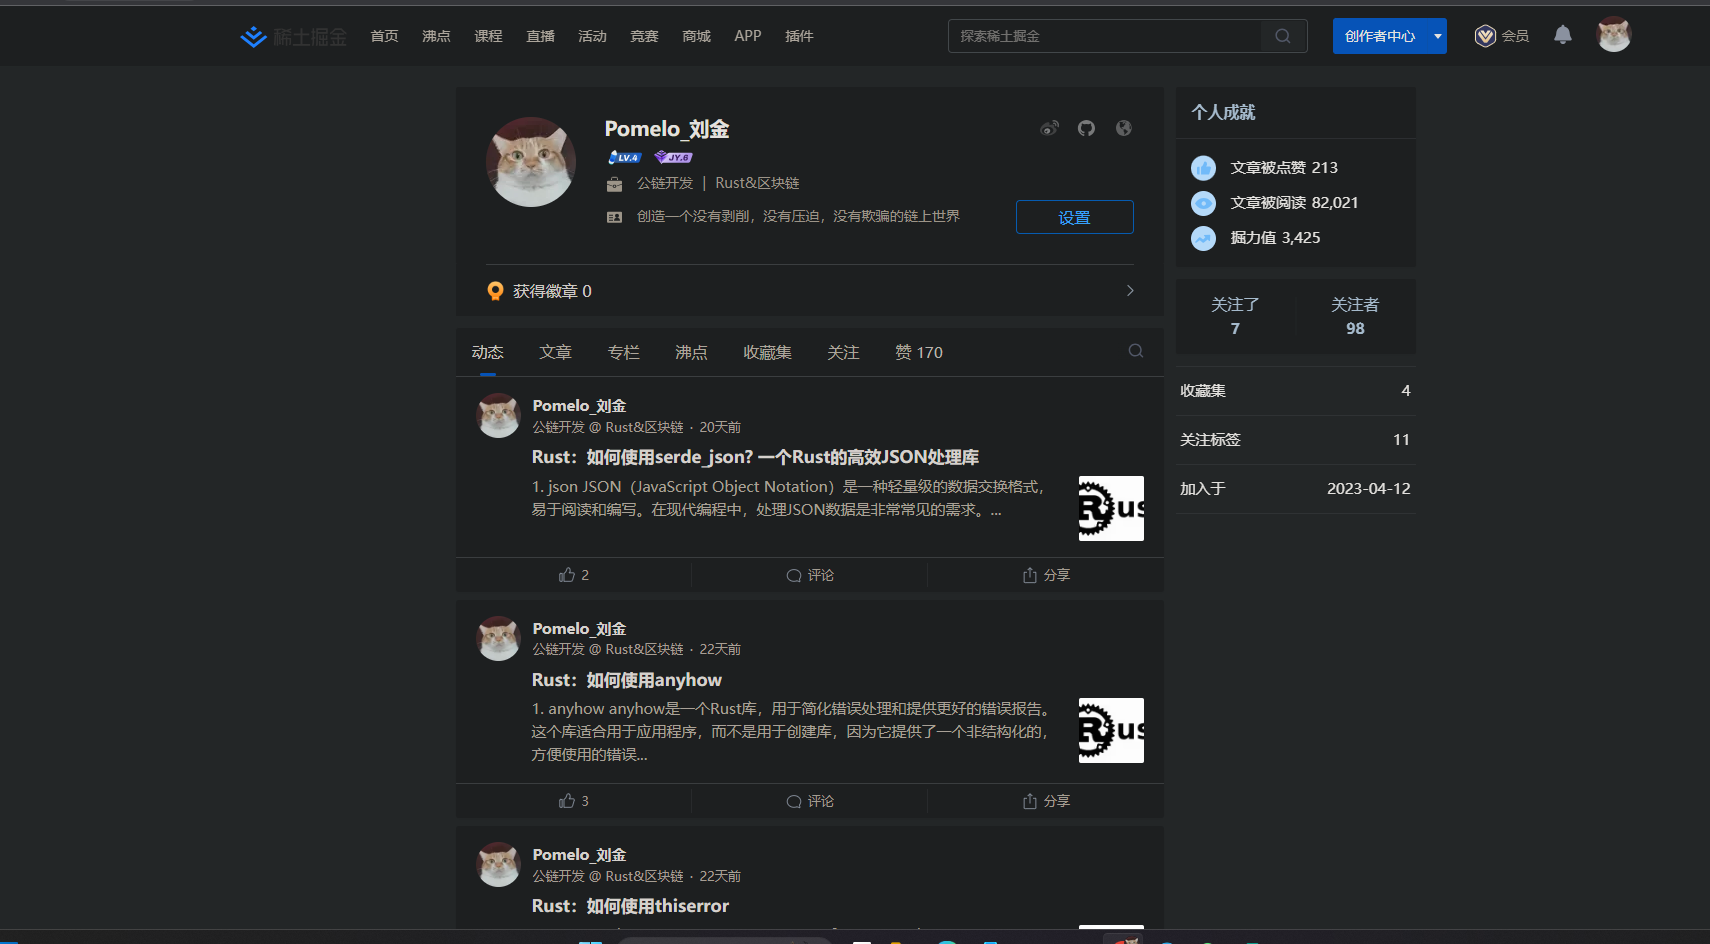 稀土掘金 首页 沸点 课程 直播 活动 竞赛 商城 APP 插件 探索稀土掘金 创作者中心 会员
Pomelo_刘金
LV.4 JY.6
公链开发 | Rust&区块链
创造一个没有剥削，没有压迫，没有欺骗的链上世界
设置
获得徽章 0
动态 文章 专栏 沸点 收藏集 关注 赞 170
Pomelo_刘金
公链开发 @ Rust&区块链 · 20天前
Rust：如何使用serde_json? 一个Rust的高效JSON处理库
1. json JSON（JavaScript Object Notation）是一种轻量级的数据交换格式，
易于阅读和编写。在现代编程中，处理JSON数据是非常常见的需求。...
Rus
2 评论 分享
Pomelo_刘金
公链开发 @ Rust&区块链 · 22天前
Rust：如何使用anyhow
1. anyhow anyhow是一个Rust库，用于简化错误处理和提供更好的错误报告。
这个库适合用于应用程序，而不是用于创建库，因为它提供了一个非结构化的，
方便使用的错误...
Rus
3 评论 分享
Pomelo_刘金
公链开发 @ Rust&区块链 · 22天前
Rust：如何使用thiserror
个人成就
文章被点赞 213
文章被阅读 82,021
掘力值 3,425
关注了 关注者
7 98
收藏集 4
关注标签 11
加入于 2023-04-12